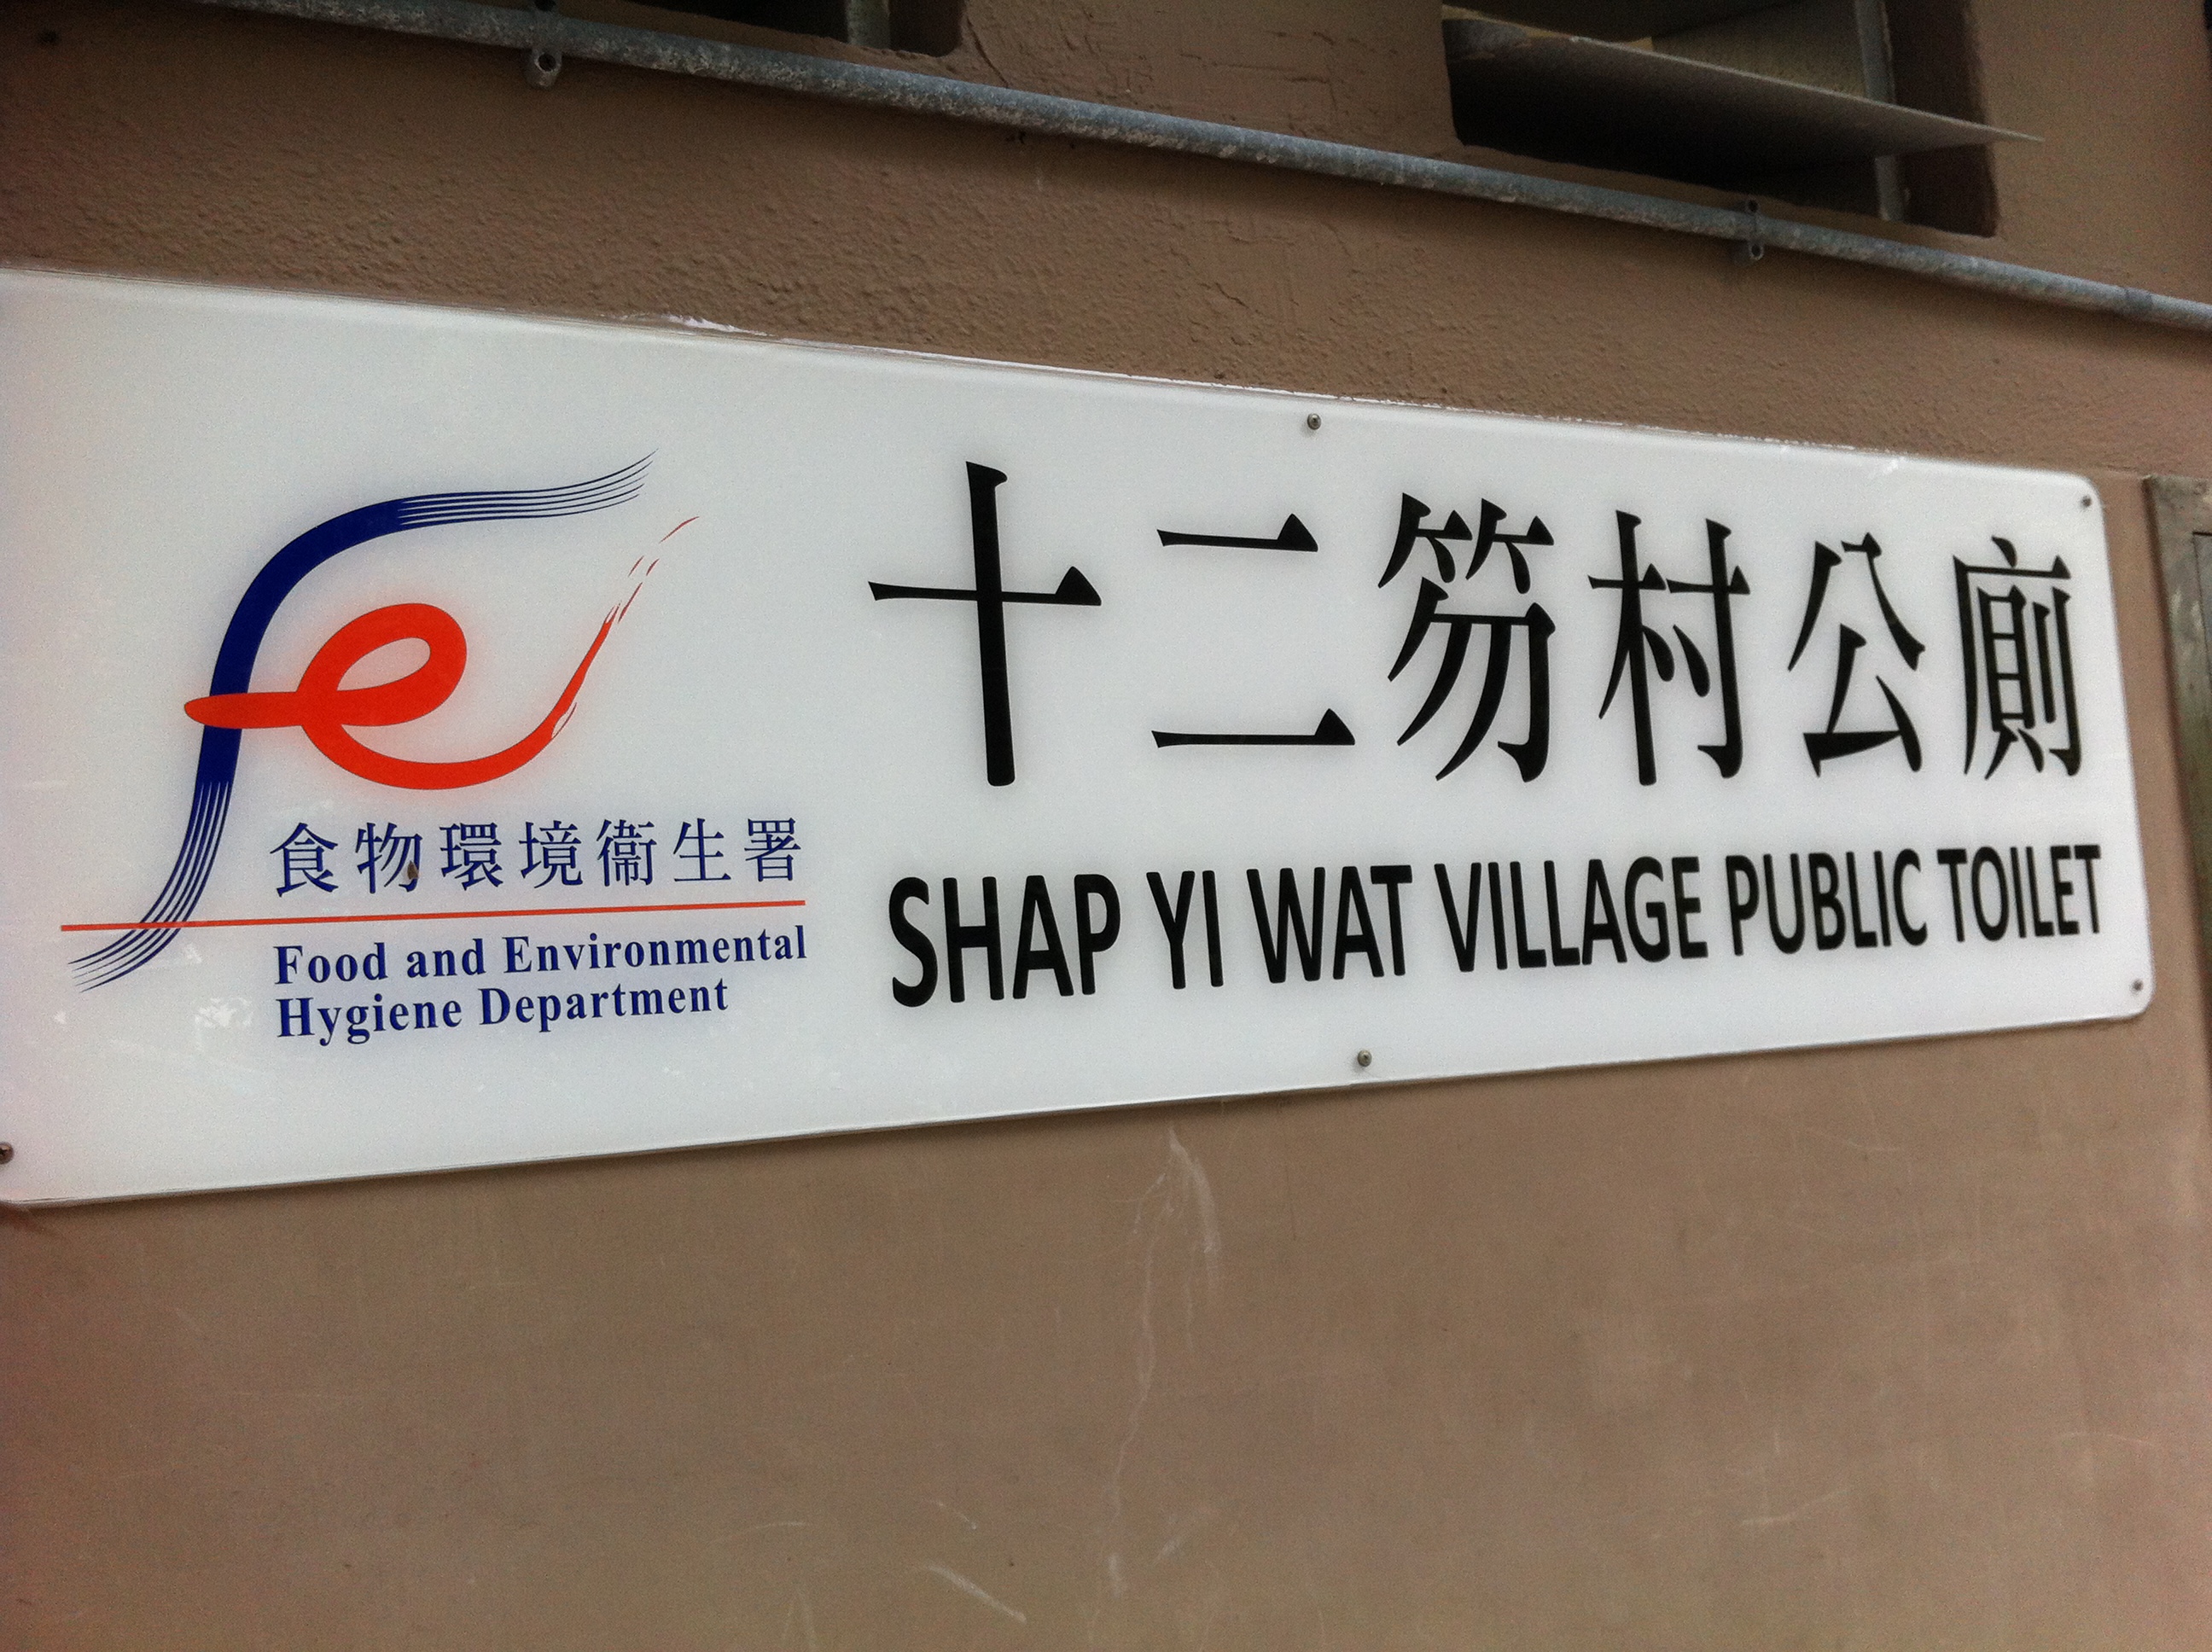 食物環境衞生署
Food and Environmental
Hygiene Department
十二笏村公廁
SHAP YI WAT VILLAGE PUBLIC TOILET